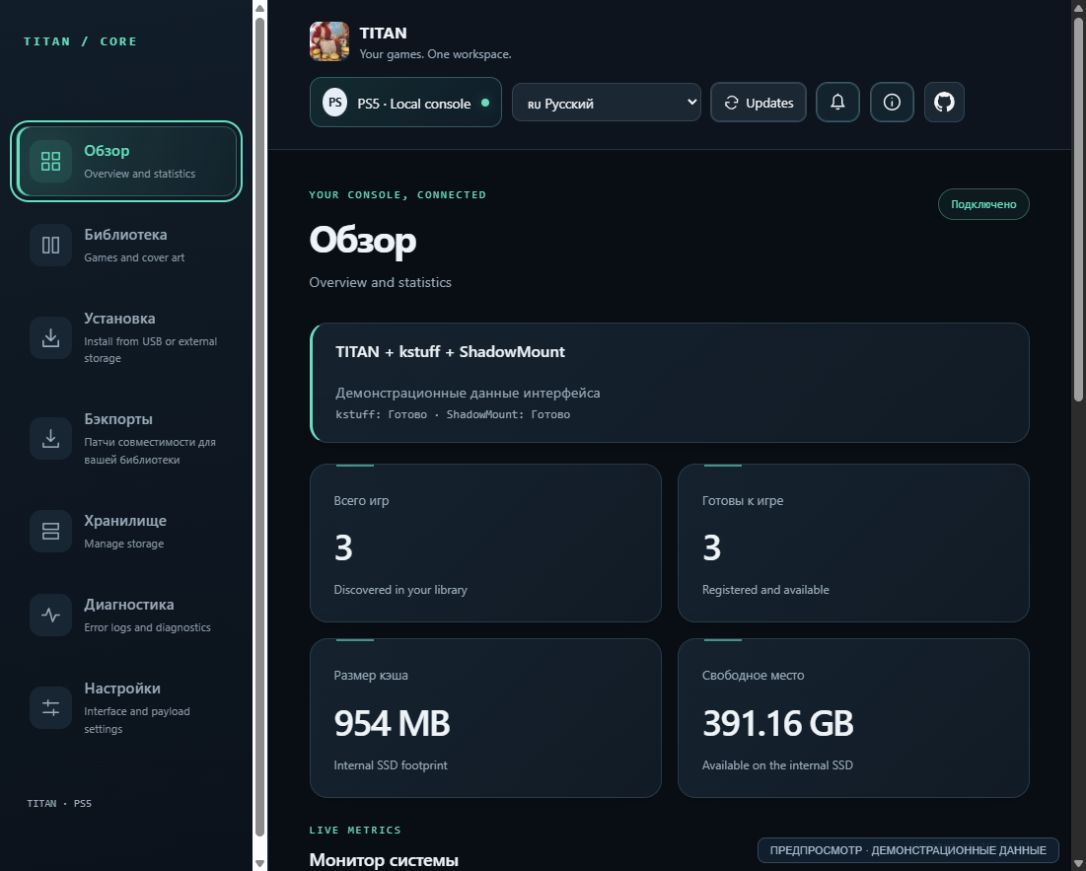 TITAN / CORE
Обзор
Overview and statistics
Библиотека
Games and cover art
Установка
Install from USB or external
storage
Бэкпорты
Патчи совместимости для
вашей библиотеки
Хранилище
Manage storage
Диагностика
Error logs and diagnostics
Настройки
Interface and payload
settings
TITAN · PS5
TITAN
Your games. One workspace.
PS PS5 · Local console
RU Русский
Updates
YOUR CONSOLE, CONNECTED
Подключено
Обзор
Overview and statistics
TITAN + kstuff + ShadowMount
Демонстрационные данные интерфейса
kstuff: Готово · ShadowMount: Готово
Всего игр
3
Discovered in your library
Готовы к игре
3
Registered and available
Размер кэша
954 MB
Internal SSD footprint
Свободное место
391.16 GB
Available on the internal SSD
LIVE METRICS
Монитор системы
ПРЕДПРОСМОТР · ДЕМОНСТРАЦИОННЫЕ ДАННЫЕ